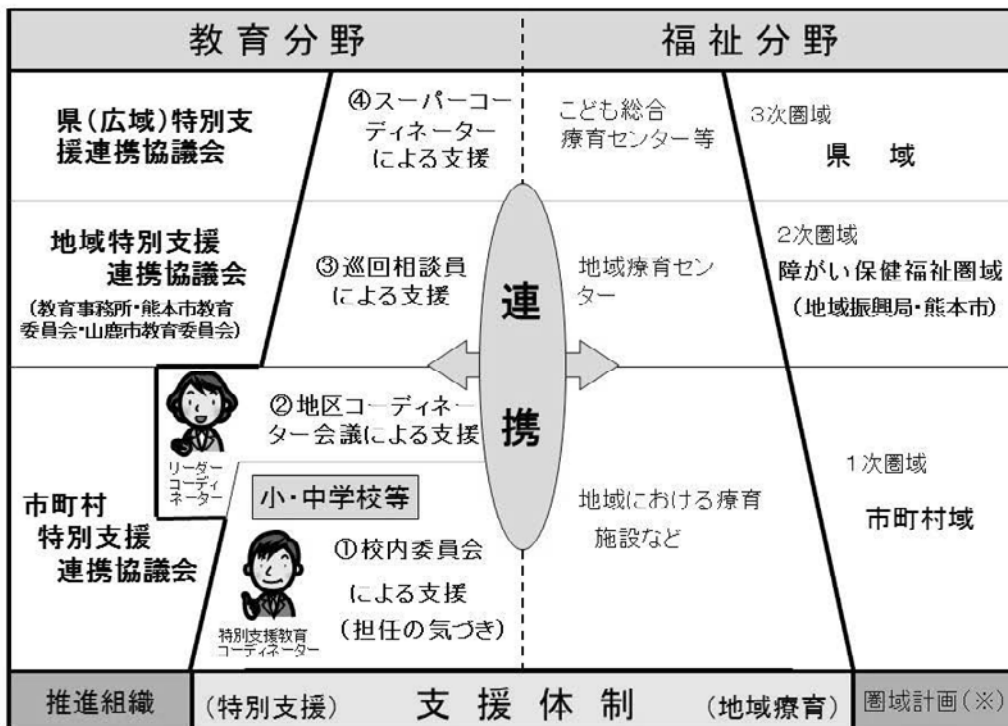 教育分野
福祉分野
県(広域)特別支
援連携協議会
④スーパーコー
ディネーター
による支援
こども総合
療育センター等
3次圏域
県 域
地域特別支援
連携協議会
(教育事務所・熊本市教育
委員会・山鹿市教育委員会)
③巡回相談員
による支援
連携
地域療育セン
ター
2次圏域
障がい保健福祉圏域
(地域振興局・熊本市)
リーダー
コーディ
ネーター
②地区コーディネー
ター会議による支援
市町村
特別支援
連携協議会
小・中学校等
①校内委員会
による支援
(担任の気づき)
特別支援教育
コーディネーター
地域における療育
施設など
1次圏域
市町村域
推進組織
(特別支援) 支援体制 (地域療育)
圏域計画(※)